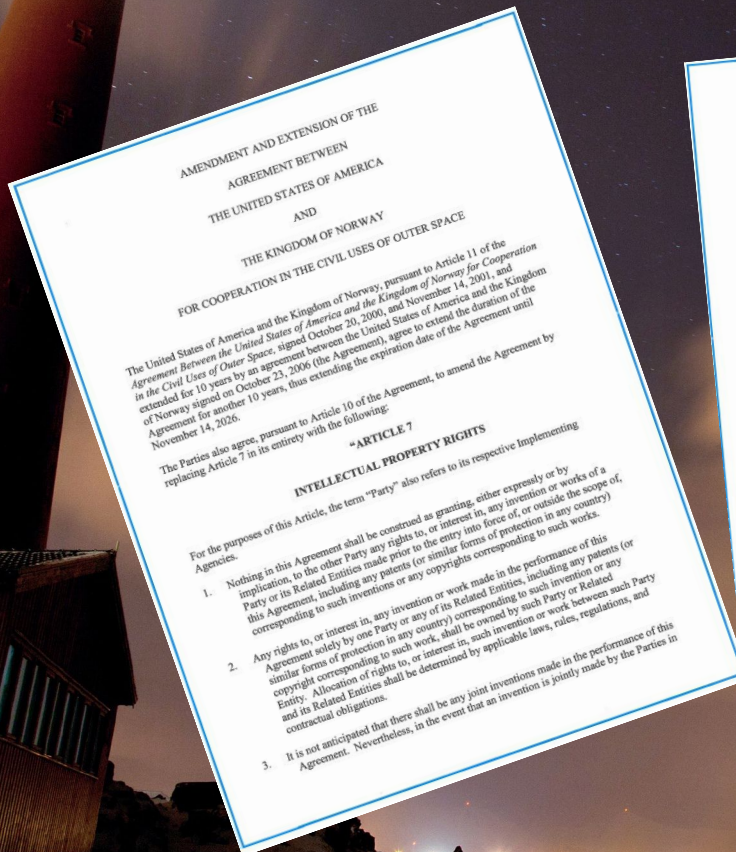 AMENDMENT AND EXTENSION OF THE
AGREEMENT BETWEEN
THE UNITED STATES OF AMERICA
AND
THE KINGDOM OF NORWAY
FOR COOPERATION IN THE CIVIL USES OF OUTER SPACE
The United States of America and the Kingdom of Norway, pursuant to Article 11 of the
Agreement Between the United States of America and the Kingdom of Norway for Cooperation
in the Civil Uses of Outer Space, signed October 20, 2000, and November 14, 2001, and
extended for 10 years by an agreement between the United States of America and the Kingdom
of Norway signed on October 23, 2006 (the Agreement), agree to extend the duration of the
Agreement for another 10 years, thus extending the expiration date of the Agreement until
November 14, 2026.
The Parties also agree, pursuant to Article 10 of the Agreement, to amend the Agreement by
replacing Article 7 in its entirety with the following:
“ARTICLE 7
INTELLECTUAL PROPERTY RIGHTS
For the purposes of this Article, the term “Party” also refers to its respective Implementing
Agencies.
1. Nothing in this Agreement shall be construed as granting, either expressly or by
implication, to the other Party any rights to, or interest in, any invention or works of a
Party or its Related Entities made prior to the entry into force of, or outside the scope of,
this Agreement, including any patents (or similar forms of protection in any country)
corresponding to such inventions or any copyrights corresponding to such works.
2. Any rights to, or interest in, any invention or work made in the performance of this
Agreement solely by one Party or any of its Related Entities, including any patents (or
similar forms of protection in any country) corresponding to such invention or any
copyright corresponding to such work, shall be owned by such Party or Related
Entity. Allocation of rights to, or interest in, such invention or work between such Party
and its Related Entities shall be determined by applicable laws, rules, regulations, and
contractual obligations.
3. It is not anticipated that there shall be any joint inventions made in the performance of this
Agreement. Nevertheless, in the event that an invention is jointly made by the Parties in